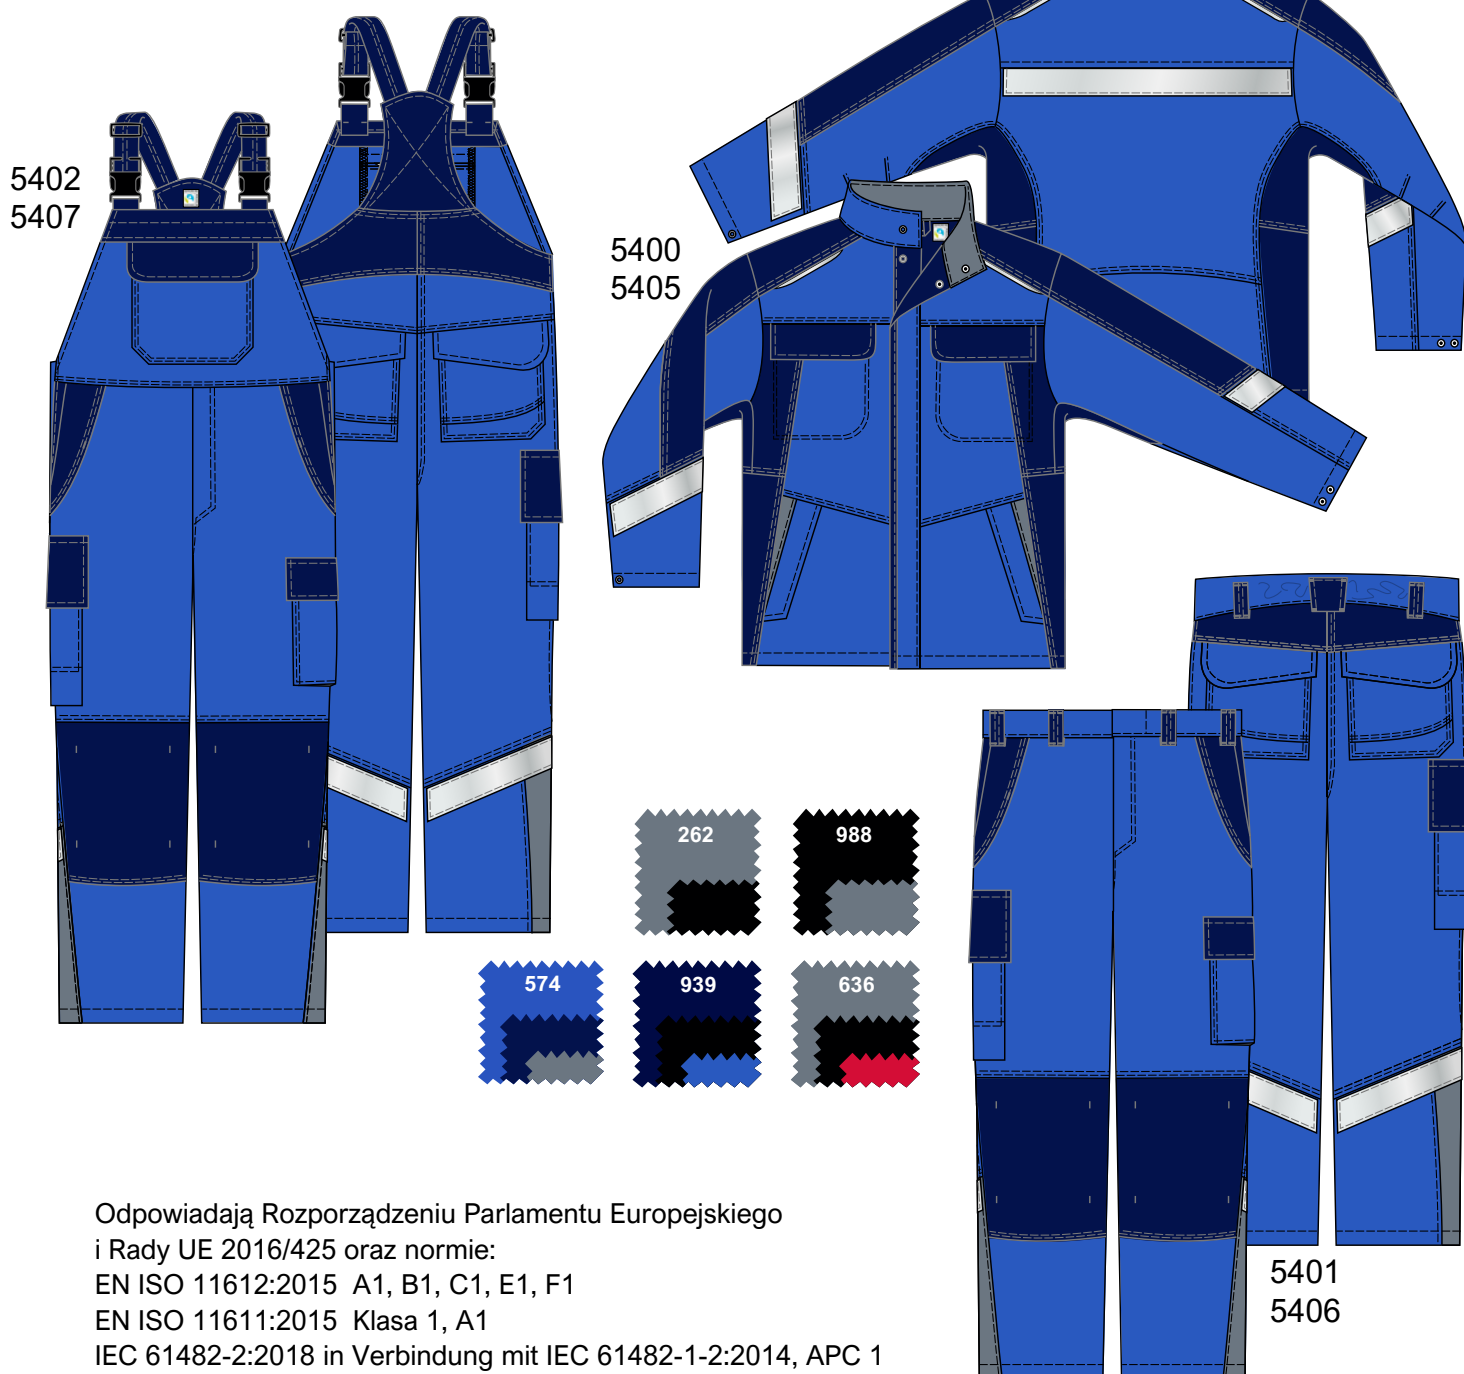 5402
5407
5400
5405
262
988
574
939
636
5401
5406
Odpowiadają Rozporządzeniu Parlamentu Europejskiego
i Rady UE 2016/425 oraz normie:
EN ISO 11612:2015 A1, B1, C1, E1, F1
EN ISO 11611:2015 Klasa 1, A1
IEC 61482-2:2018 in Verbindung mit IEC 61482-1-2:2014, APC 1